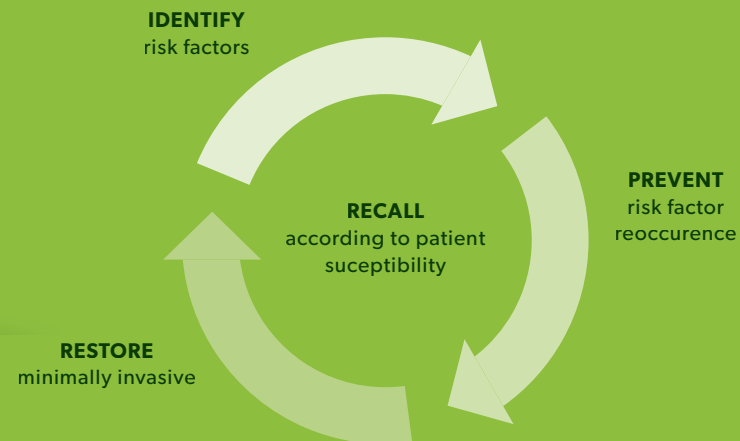 IDENTIFY
risk factors
PREVENT
risk factor
reoccurence
RECALL
according to patient
suceptibility
RESTORE
minimally invasive